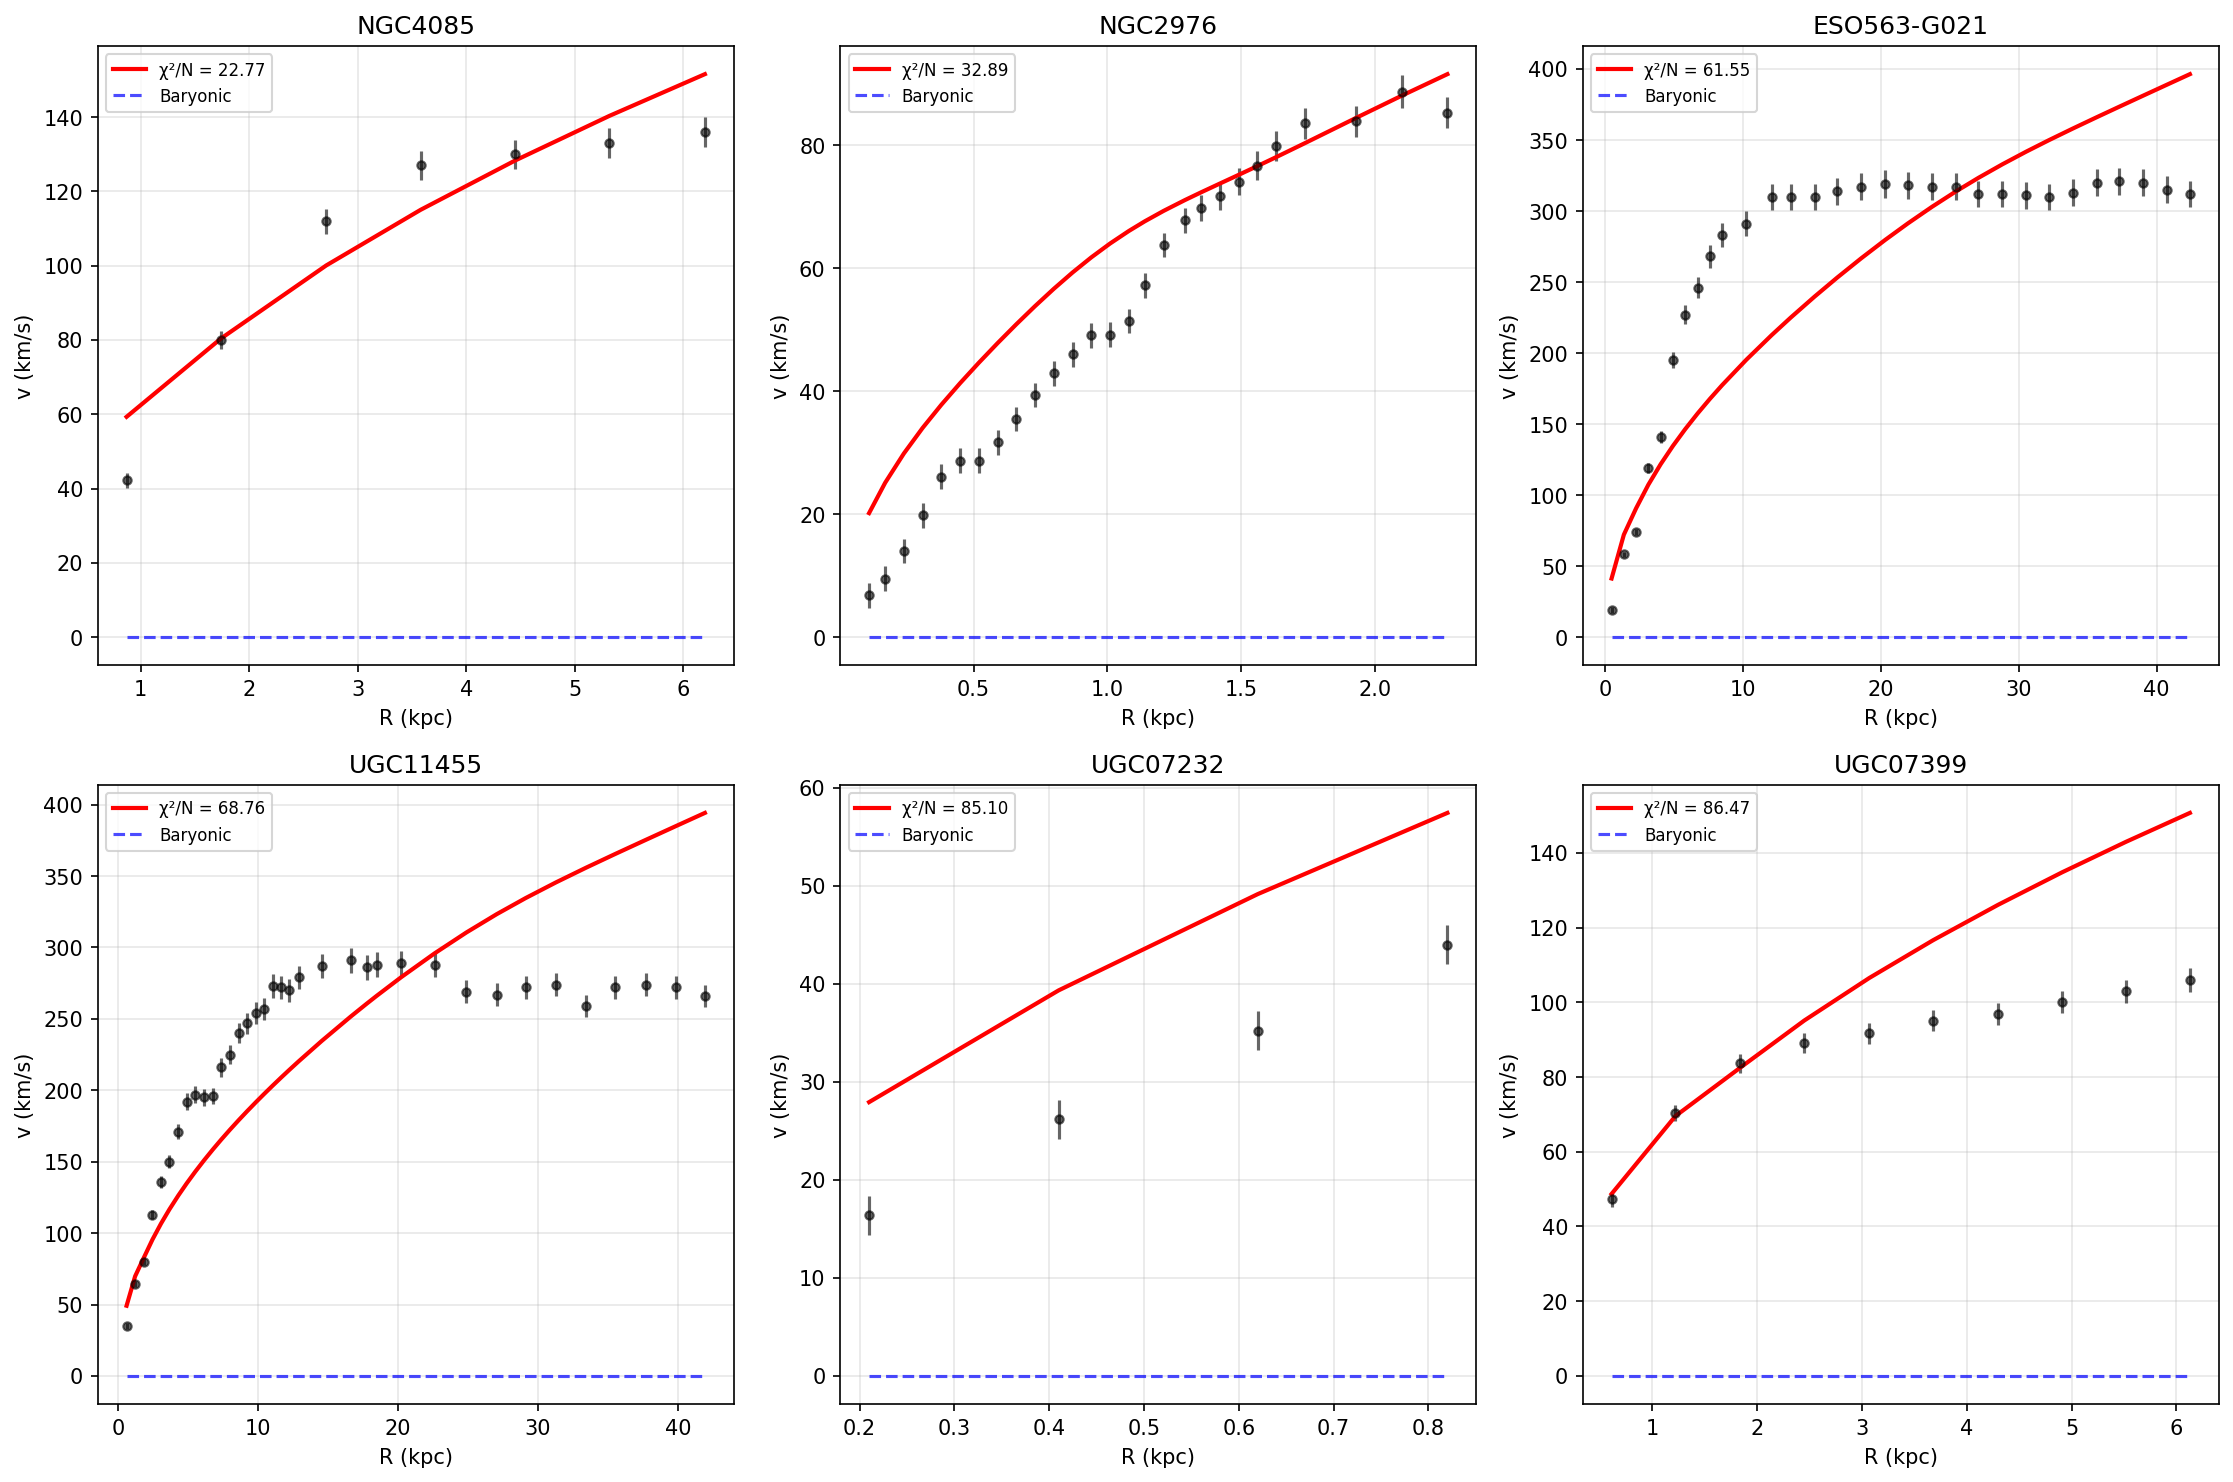 NGC4085
χ²/N = 22.77
Baryonic
140
120
100
80
60
40
20
0
v (km/s)
1 2 3 4 5 6
R (kpc)
NGC2976
χ²/N = 32.89
Baryonic
80
60
40
20
0
v (km/s)
0.5 1.0 1.5 2.0
R (kpc)
ESO563-G021
χ²/N = 61.55
Baryonic
400
350
300
250
200
150
100
50
0
v (km/s)
0 10 20 30 40
R (kpc)
UGC11455
χ²/N = 68.76
Baryonic
400
350
300
250
200
150
100
50
0
v (km/s)
0 10 20 30 40
R (kpc)
UGC07232
χ²/N = 85.10
Baryonic
60
50
40
30
20
10
0
v (km/s)
0.2 0.3 0.4 0.5 0.6 0.7 0.8
R (kpc)
UGC07399
χ²/N = 86.47
Baryonic
140
120
100
80
60
40
20
0
v (km/s)
1 2 3 4 5 6
R (kpc)